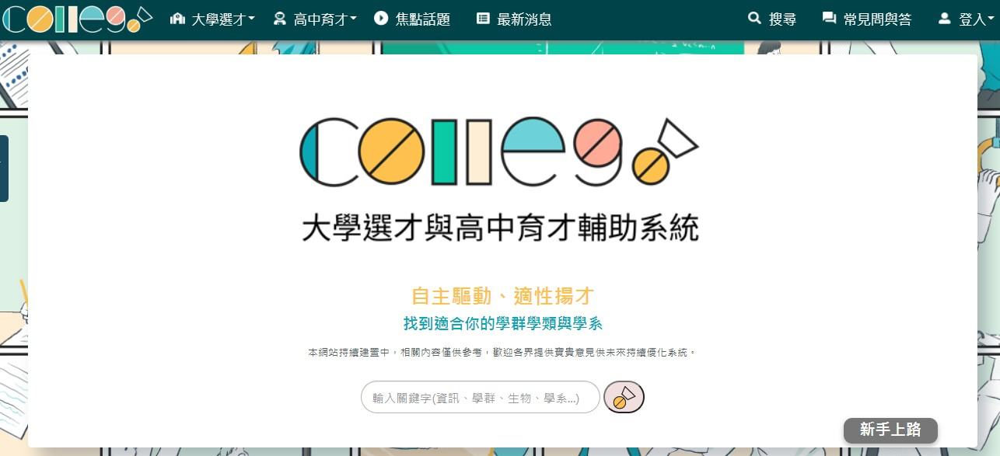 Collego 大學選才 高中育才 焦點話題 最新消息 搜尋 常見問與答 登入
Collego
大學選才與高中育才輔助系統
自主驅動、適性揚才
找到適合你的學群學類與學系
本網站持續建置中，相關內容僅供參考，歡迎各界提供寶貴意見供未來持續優化系統。
輸入關鍵字(資訊、學群、生物、學系...)
新手上路